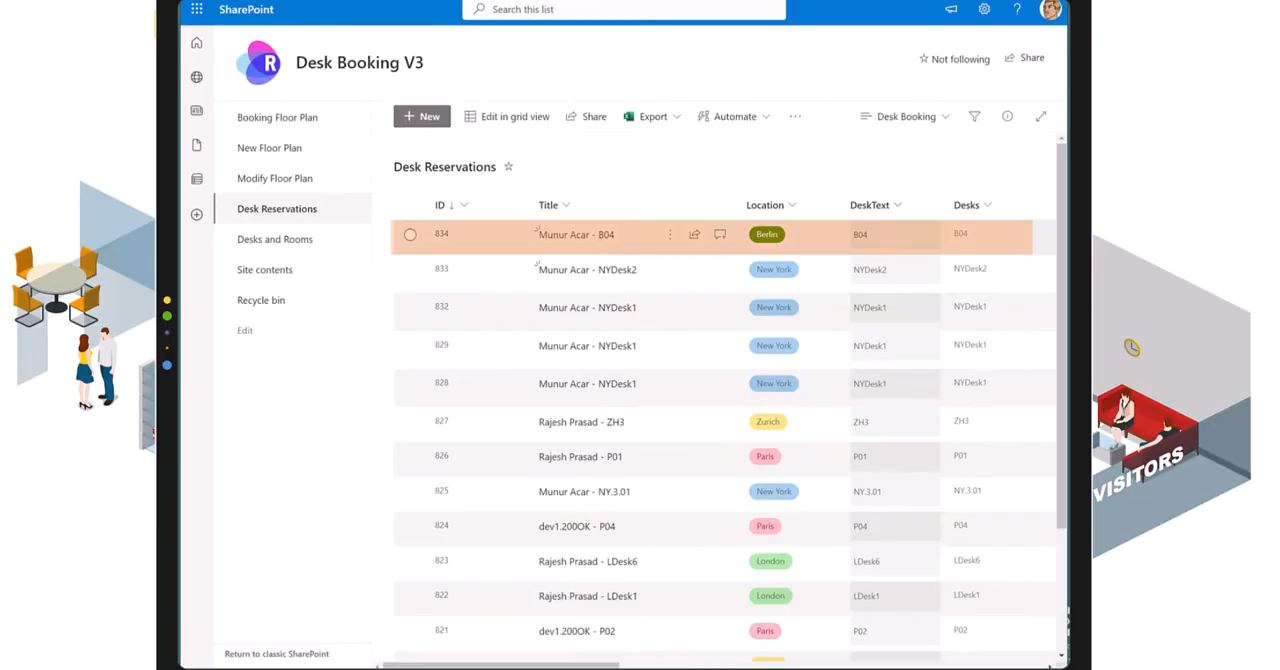 SharePoint
Search this list
?
R
Desk Booking V3
Not following
Share
Booking Floor Plan
New Floor Plan
Modify Floor Plan
Desk Reservations
Desks and Rooms
Site contents
Recycle bin
Edit
Return to classic SharePoint
+ New
Edit in grid view
Share
Export
Automate
...
Desk Booking
Desk Reservations
ID ↓ Title Location DeskText Desks
834 Munur Acar - B04 Berlin B04 B04
833 Munur Acar - NYDesk2 New York NYDesk2 NYDesk2
832 Munur Acar - NYDesk1 New York NYDesk1 NYDesk1
829 Munur Acar - NYDesk1 New York NYDesk1 NYDesk1
828 Munur Acar - NYDesk1 New York NYDesk1 NYDesk1
827 Rajesh Prasad - ZH3 Zurich ZH3 ZH3
826 Rajesh Prasad - P01 Paris P01 P01
825 Munur Acar - NY.3.01 New York NY.3.01 NY.3.01
824 dev1.200OK - P04 Paris P04 P04
823 Rajesh Prasad - LDesk6 London LDesk6 LDesk6
822 Rajesh Prasad - LDesk1 London LDesk1 LDesk1
821 dev1.200OK - P02 Paris P02 P02
VISITORS